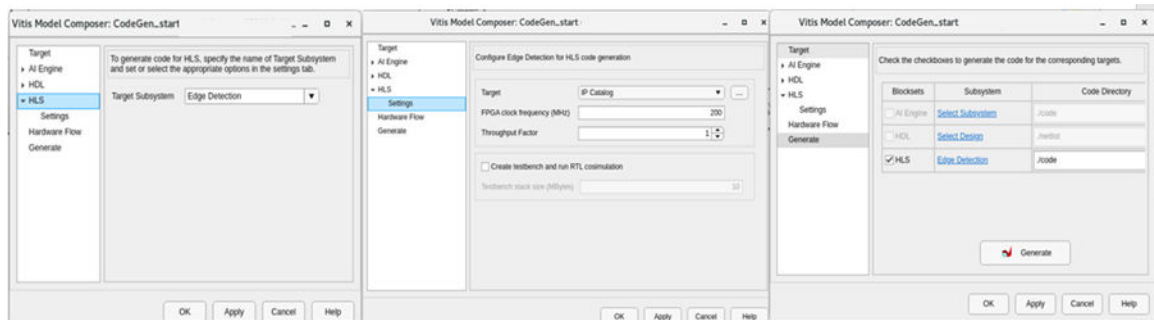 Vitis Model Composer: CodeGen_start
Target
AI Engine
HDL
HLS
Settings
Hardware Flow
Generate
To generate code for HLS, specify the name of Target Subsystem
and set or select the appropriate options in the settings tab.
Target Subsystem Edge Detection
OK Apply Cancel Help
Vitis Model Composer: CodeGen_start
Target
AI Engine
HDL
HLS
Settings
Hardware Flow
Generate
Configure Edge Detection for HLS code generation
Target IP Catalog ...
FPGA clock frequency (MHz) 200
Throughput Factor 1
Create testbench and run RTL cosimulation
Testbench stack size (MBytes) 10
OK Apply Cancel Help
Vitis Model Composer: CodeGen_start
Target
AI Engine
HDL
HLS
Settings
Hardware Flow
Generate
Check the checkboxes to generate the code for the corresponding targets.
Blocksets Subsystem Code Directory
AI Engine Select Subsystem ./code
HDL Select Design ./netlist
HLS Edge Detection ./code
Generate
OK Apply Cancel Help